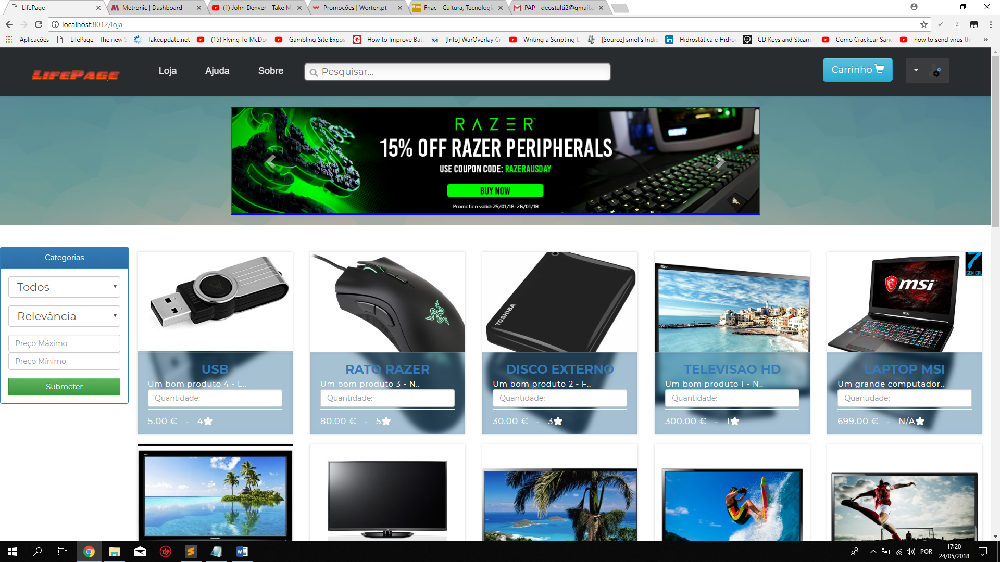 LifePage
Metronic | Dashboard
(1) John Denver - Take M
Promoções | Worten.pt
Fnac - Cultura, Tecnologi
PAP - deostulti2@gmail.c
localhost:8012/loja
Aplicações
LifePage - The new S
fakeupdate.net
(15) Flying To McDo
Gambling Site Expos
How to Improve Batt
[Info] WarOverlay Cr
Writing a Scripting L
[Source] smef's Indig
Hidrostática e Hidro
CD Keys and Steam
Como Crackear Sand
how to send virus th
LIFEPAGE
Loja
Ajuda
Sobre
Pesquisar...
Carrinho
RAZER
15% OFF RAZER PERIPHERALS
USE COUPON CODE: RAZERAUSDAY
BUY NOW
Promotion valid: 25/01/18-28/01/18
Categorias
Todos
Relevância
Preço Máximo
Preço Mínimo
Submeter
TOSHIBA
7
GEN CPU
msi
msi
USB
Um bom produto 4 - L..
Quantidade:
5.00 € - 4
RATO RAZER
Um bom produto 3 - N..
Quantidade:
80.00 € - 5
DISCO EXTERNO
Um bom produto 2 - F..
Quantidade:
30.00 € - 3
TELEVISAO HD
Um bom produto 1 - N..
Quantidade:
300.00 € - 1
LAPTOP MSI
Um grande computador..
Quantidade:
699.00 € - N/A
Panasonic
POR
17:20
24/05/2018